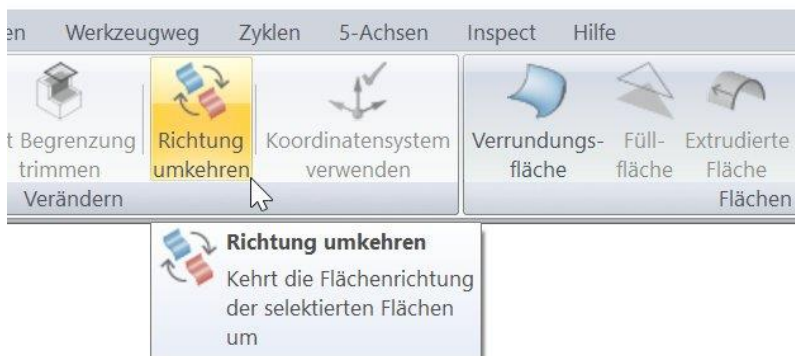 en Werkzeugweg Zyklen 5-Achsen Inspect Hilfe
t Begrenzung trimmen
Richtung umkehren
Koordinatensystem verwenden
Verrundungs-
fläche
Füll-
fläche
Extrudierte
Fläche
Verändern
Flächen
Richtung umkehren
Kehrt die Flächenrichtung
der selektierten Flächen
um